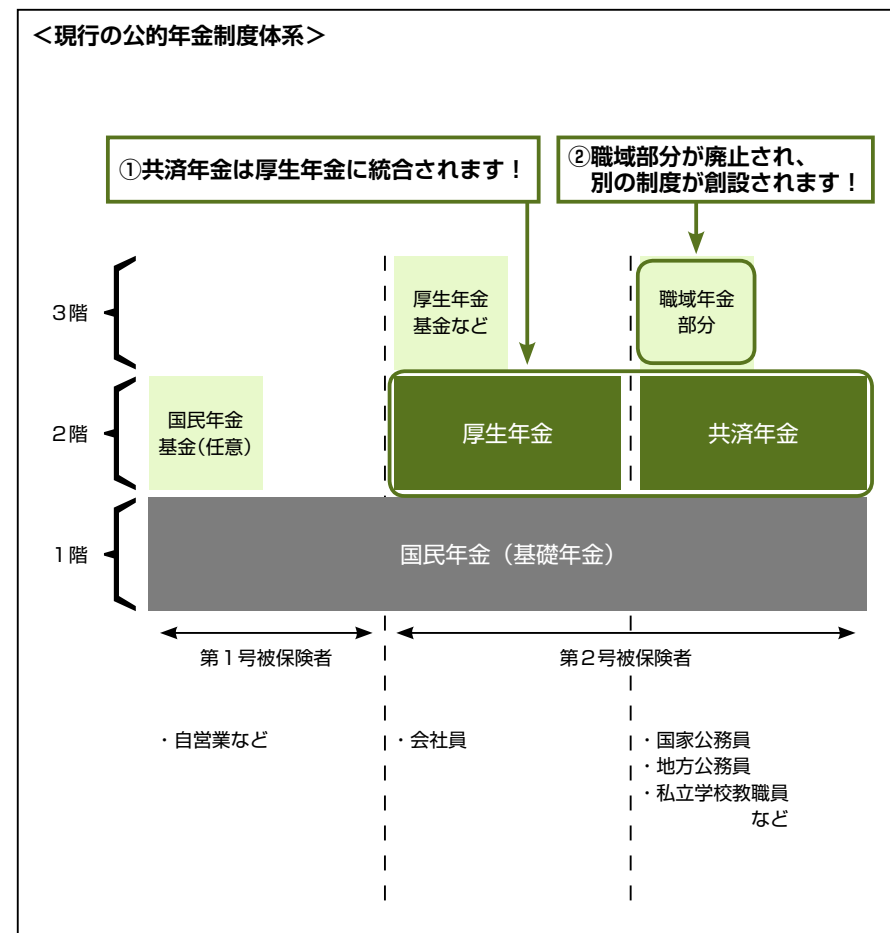 ＜現行の公的年金制度体系＞
①共済年金は厚生年金に統合されます！
②職域部分が廃止され、
別の制度が創設されます！
3階
厚生年金
基金など
職域年金
部分
2階
国民年金
基金（任意）
厚生年金
共済年金
1階
国民年金（基礎年金）
第1号被保険者
第2号被保険者
・自営業など
・会社員
・国家公務員
・地方公務員
・私立学校教職員
など